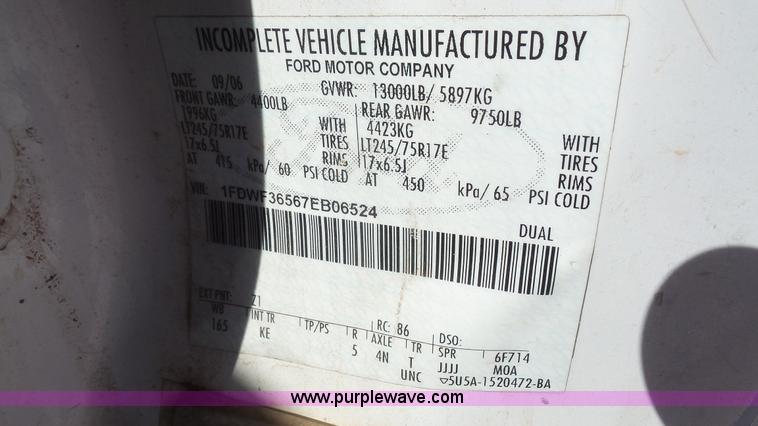 INCOMPLETE VEHICLE MANUFACTURED BY
FORD MOTOR COMPANY
DATE: 09/06 GVWR: 13000LB/ 5897KG
FRONT GAWR: 4400LB REAR GAWR: 9750LB
1996KG WITH 4423KG WITH
LT245/75R17E TIRES LT245/75R17E TIRES
17x6.5J RIMS 17x6.5J RIMS
AT 415 kPa/ 60 PSI COLD AT 450 kPa/ 65 PSI COLD
VIN: 1FDWF36567EB06524
DUAL
EXT PNT: Z1 RC: 86 DSO:
WB INT TR TP/PS R AXLE TR SPR 6F714
165 KE 5 4N T JJJJ MOA
UNC ▽5U5A-1520472-BA
www.purplewave.com